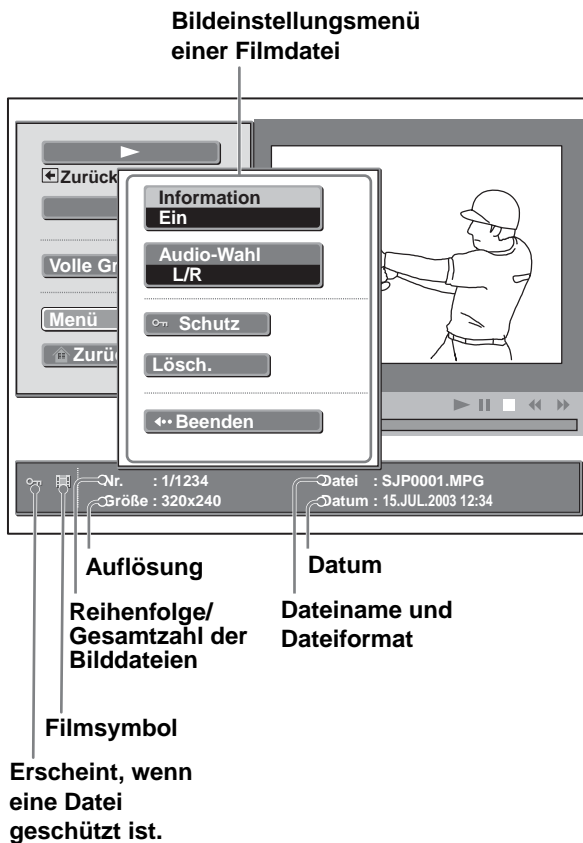 Bildeinstellungsmenü
einer Filmdatei
Zurück
Information
Ein
Audio-Wahl
L/R
Volle Gr
Schutz
Menü
Lösch.
Zurü
Beenden
Nr. : 1/1234
Datei : SJP0001.MPG
Größe : 320x240
Datum : 15.JUL.2003 12:34
Auflösung
Datum
Reihenfolge/
Gesamtzahl der
Bilddateien
Dateiname und
Dateiformat
Filmsymbol
Erscheint, wenn
eine Datei
geschützt ist.